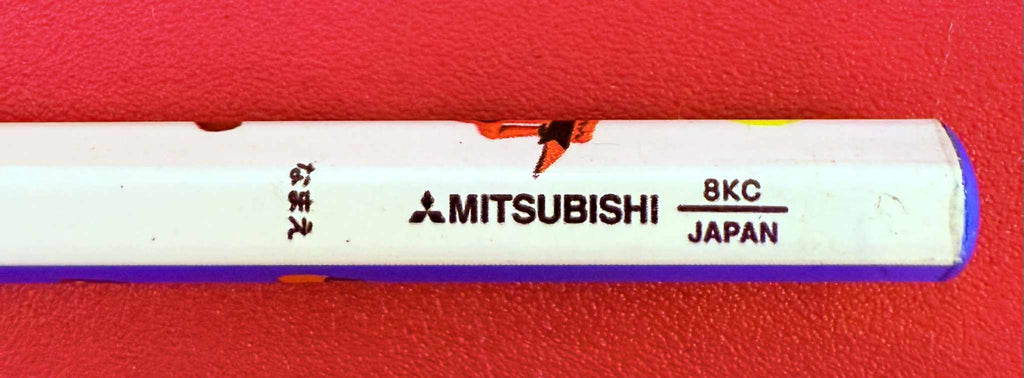 なまえ
MITSUBISHI
8KC
JAPAN